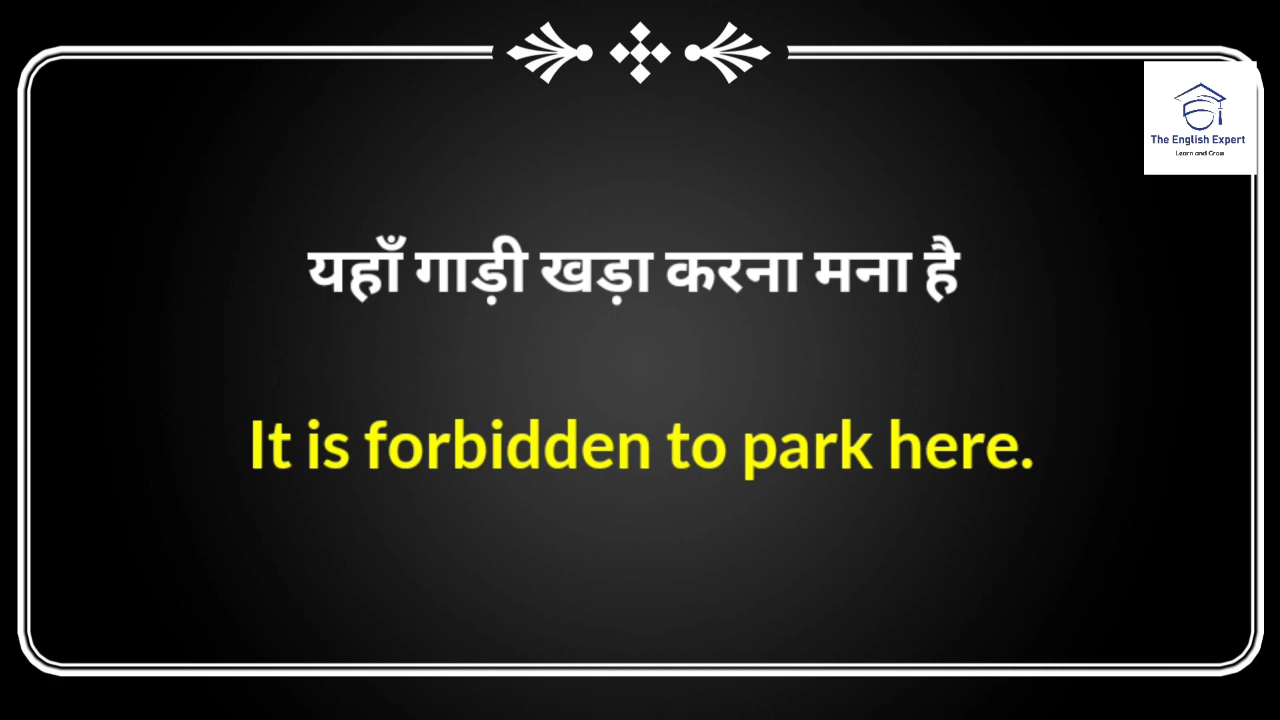 The English Expert
Learn and Grow
यहाँ गाड़ी खड़ा करना मना है
It is forbidden to park here.